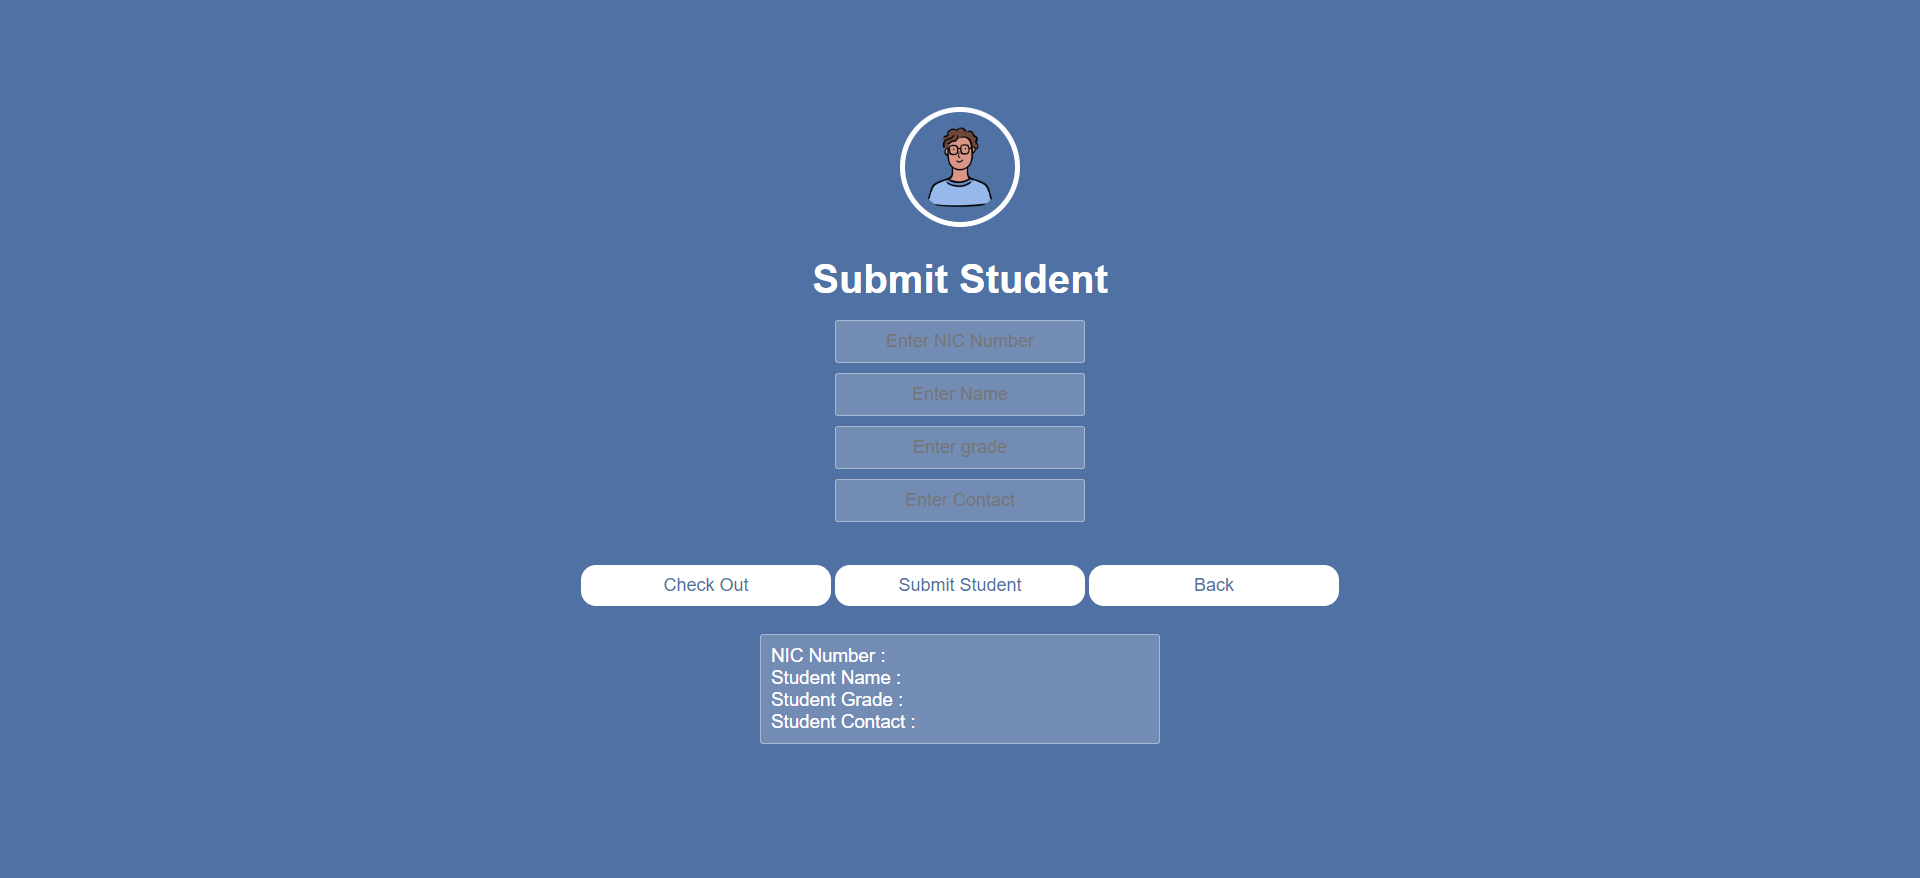 Submit Student
Enter NIC Number
Enter Name
Enter grade
Enter Contact
Check Out
Submit Student
Back
NIC Number :
Student Name :
Student Grade :
Student Contact :